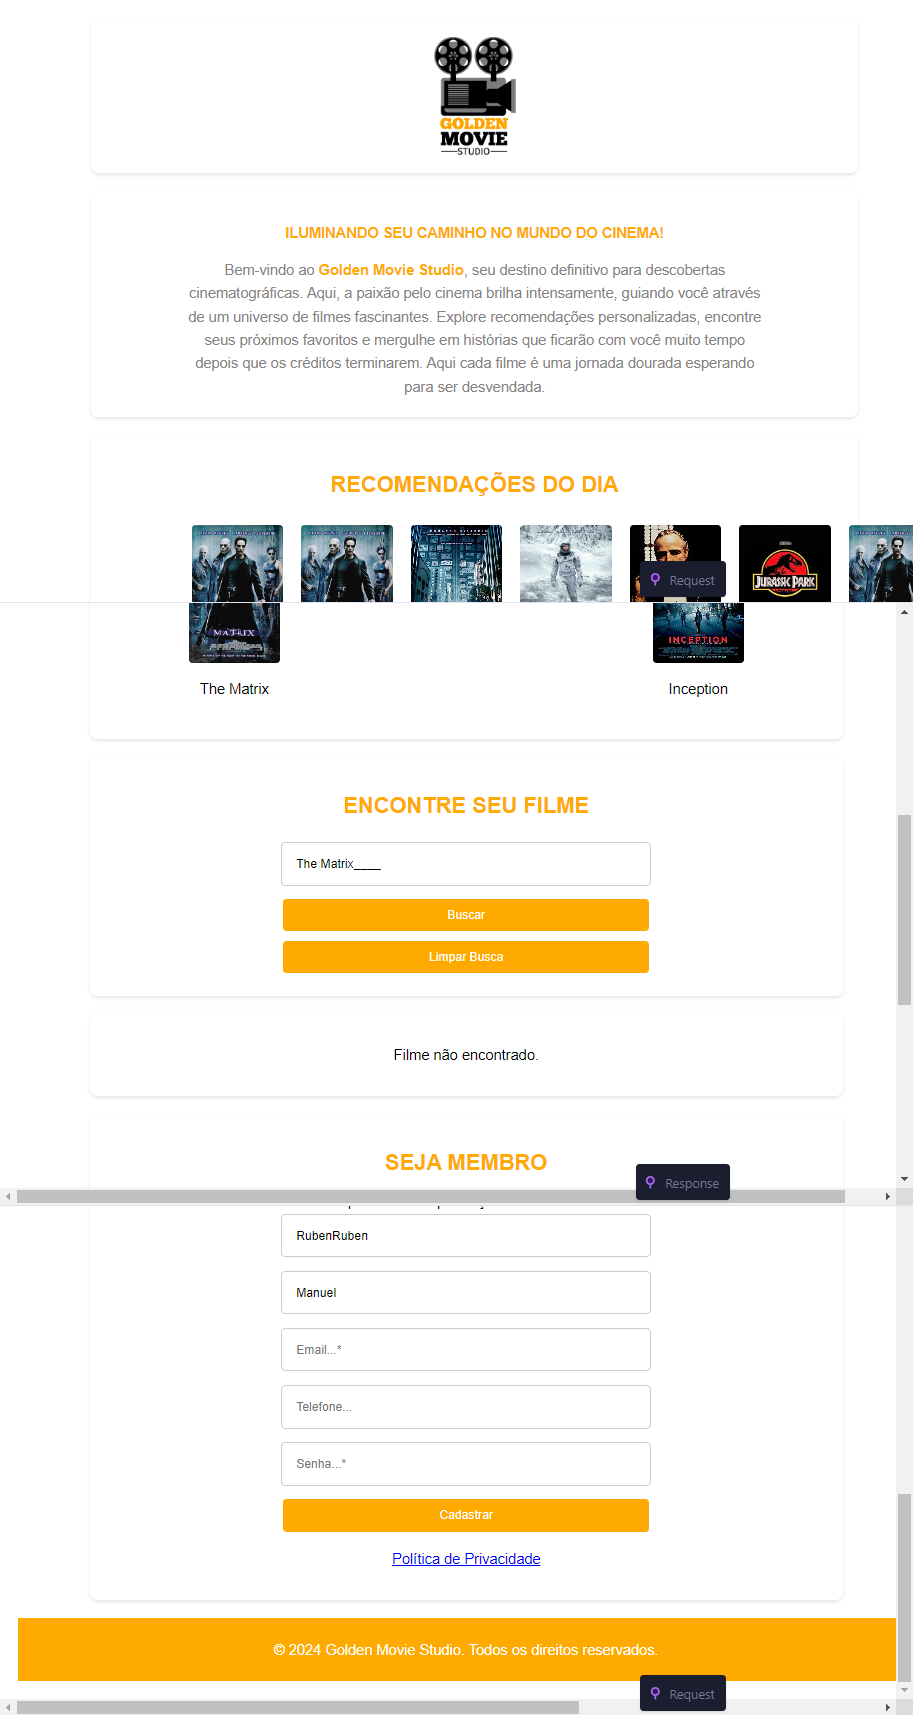 GOLDEN
MOVIE
STUDIO
ILUMINANDO SEU CAMINHO NO MUNDO DO CINEMA!
Bem-vindo ao Golden Movie Studio, seu destino definitivo para descobertas
cinematográficas. Aqui, a paixão pelo cinema brilha intensamente, guiando você através
de um universo de filmes fascinantes. Explore recomendações personalizadas, encontre
seus próximos favoritos e mergulhe em histórias que ficarão com você muito tempo
depois que os créditos terminarem. Aqui cada filme é uma jornada dourada esperando
para ser desvendada.
RECOMENDAÇÕES DO DIA
JURASSIC PARK
Request
MATRIX
INCEPTION
The Matrix
Inception
ENCONTRE SEU FILME
The Matrix____
Buscar
Limpar Busca
Filme não encontrado.
SEJA MEMBRO
Response
RubenRuben
Manuel
Email...*
Telefone...
Senha...*
Cadastrar
Política de Privacidade
© 2024 Golden Movie Studio. Todos os direitos reservados.
Request